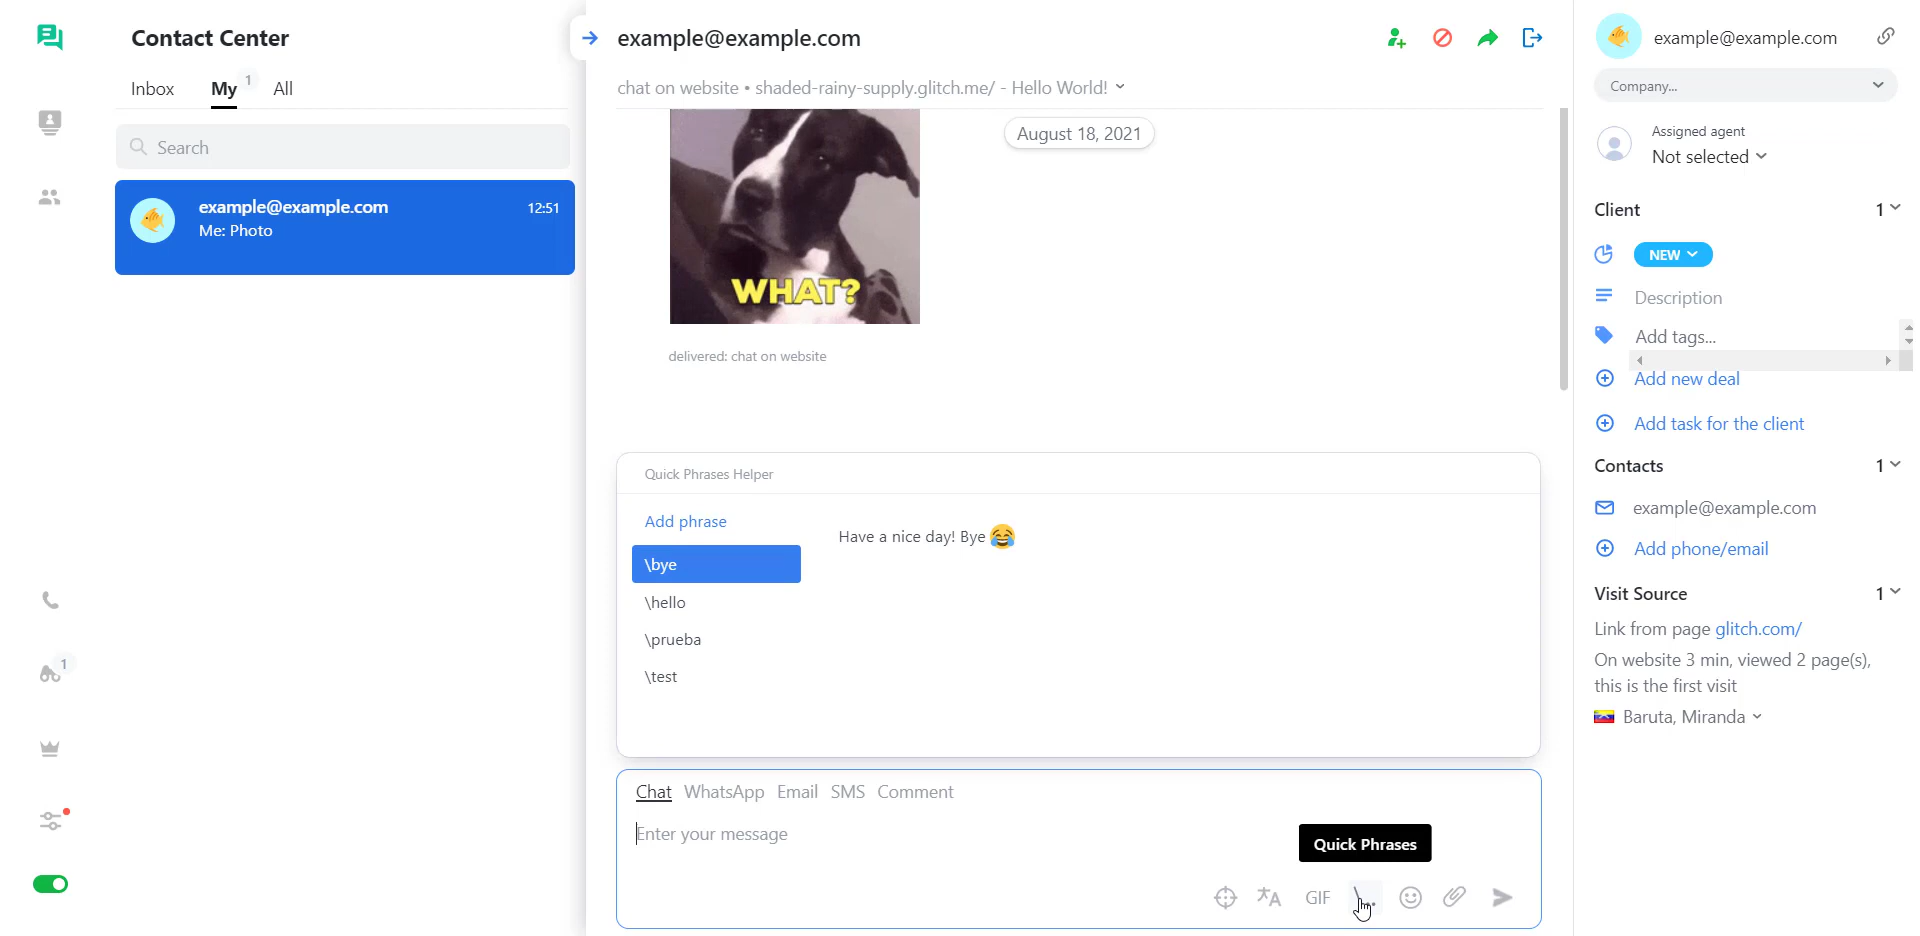 Contact Center
Inbox
My
1
All
Search
example@example.com
12:51
Me: Photo
1
example@example.com
chat on website • shaded-rainy-supply.glitch.me/ - Hello World!
August 18, 2021
WHAT?
delivered: chat on website
Quick Phrases Helper
Add phrase
\bye
\hello
\prueba
\test
Have a nice day! Bye 😂
Chat WhatsApp Email SMS Comment
Enter your message
Quick Phrases
GIF
example@example.com
Company...
Assigned agent
Not selected
Client 1
NEW
Description
Add tags...
Add new deal
Add task for the client
Contacts 1
example@example.com
Add phone/email
Visit Source 1
Link from page glitch.com/
On website 3 min, viewed 2 page(s),
this is the first visit
Baruta, Miranda